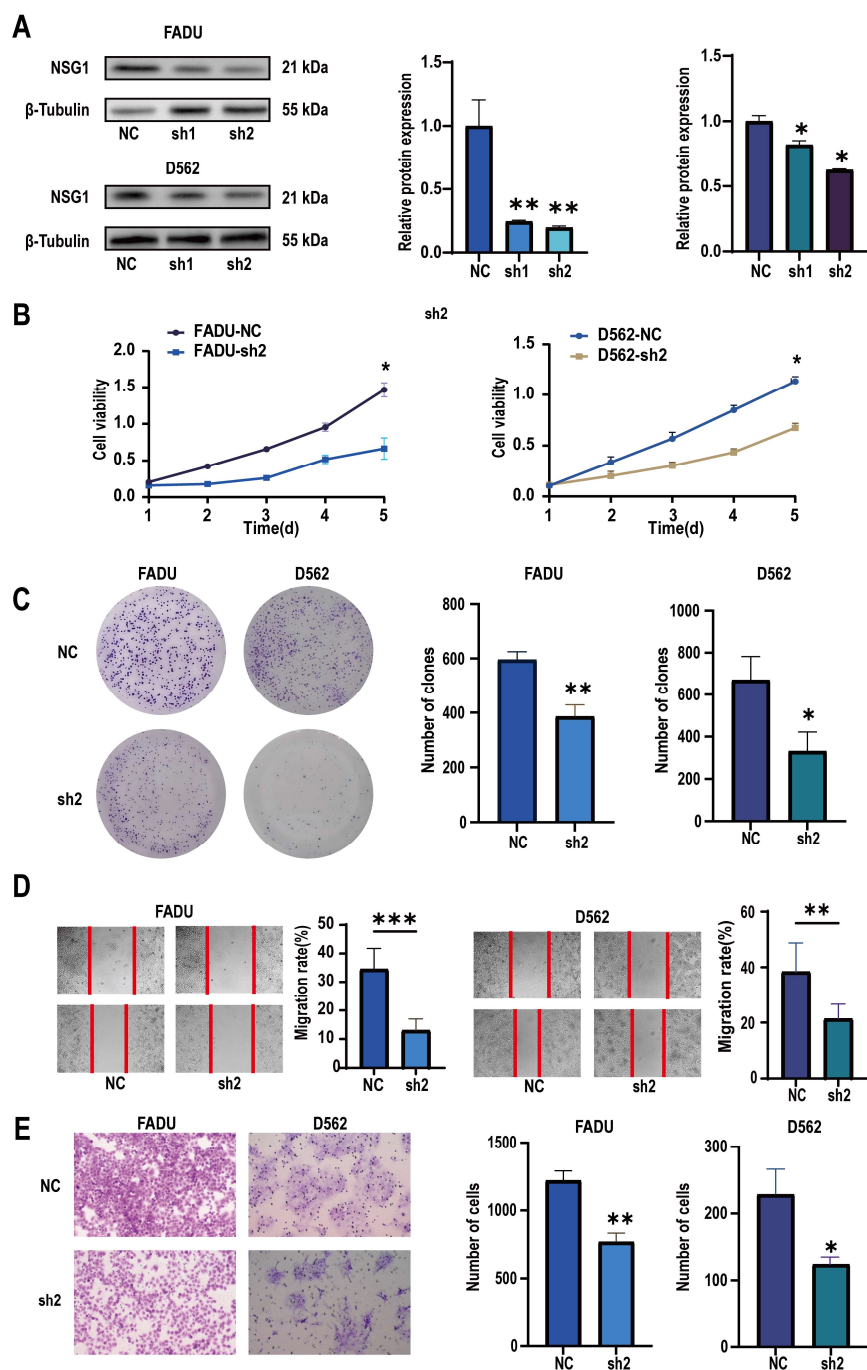 A
FADU
NSG1
21 kDa
β-Tubulin
55 kDa
NC sh1 sh2
D562
NSG1
21 kDa
β-Tubulin
55 kDa
NC sh1 sh2
Relative protein expression
1.5
1.0
0.5
0.0
** **
NC sh1 sh2
Relative protein expression
1.5
1.0
0.5
0.0
* *
NC sh1 sh2
B
sh2
FADU-NC
FADU-sh2
Cell viability
2.0
1.5
1.0
0.5
0.0
*
1 2 3 4 5
Time(d)
D562-NC
D562-sh2
Cell viability
1.5
1.0
0.5
0.0
*
1 2 3 4 5
Time(d)
C
FADU D562
NC
sh2
FADU
Number of clones
800
600
400
200
0
**
NC sh2
D562
Number of clones
1000
800
600
400
200
0
*
NC sh2
D
FADU
NC sh2
Migration rate(%)
50
40
30
20
10
0
***
NC sh2
D562
NC sh2
Migration rate(%)
60
40
20
0
**
NC sh2
E
FADU D562
NC
sh2
FADU
Number of cells
1500
1000
500
0
**
NC sh2
D562
Number of cells
300
200
100
0
*
NC sh2